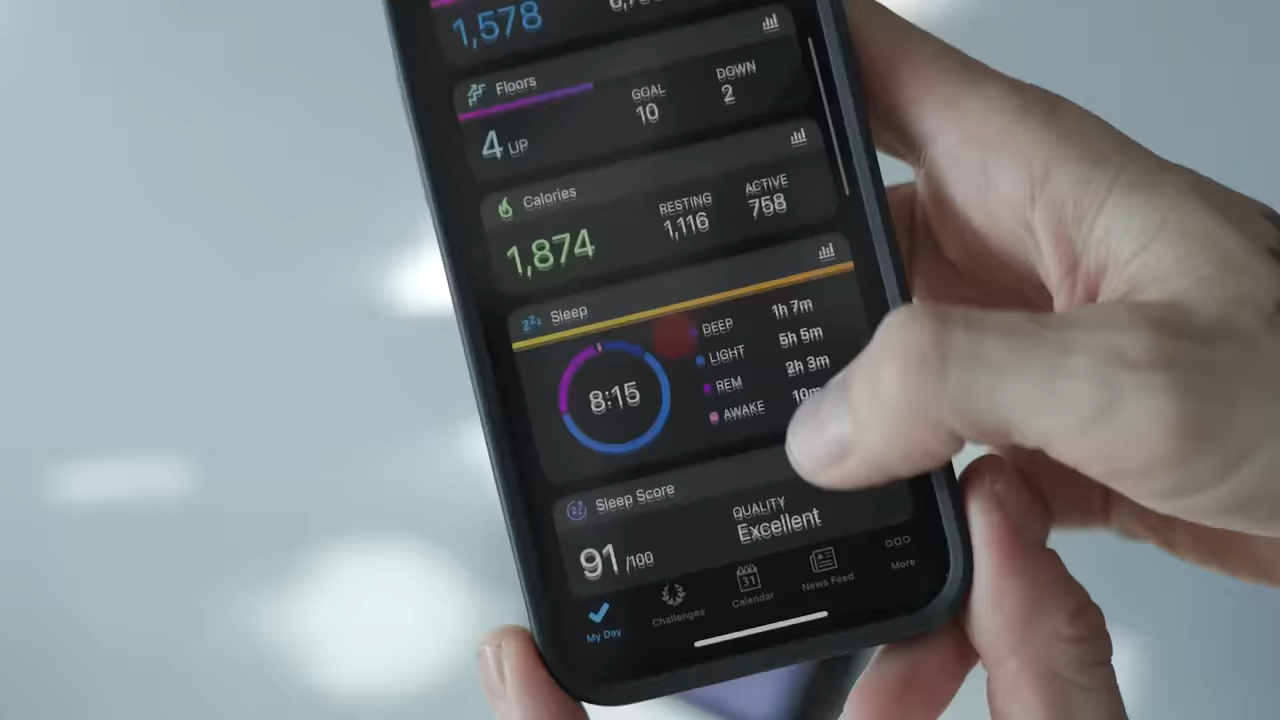 1,578
Floors
GOAL
10
DOWN
2
4 UP
Calories
RESTING
1,116
ACTIVE
758
1,874
Sleep
DEEP 1h 7m
LIGHT 5h 5m
REM 2h 3m
AWAKE
8:15
Sleep Score
QUALITY
Excellent
91 /100
31
My Day
Challenges
Calendar
News Feed
More